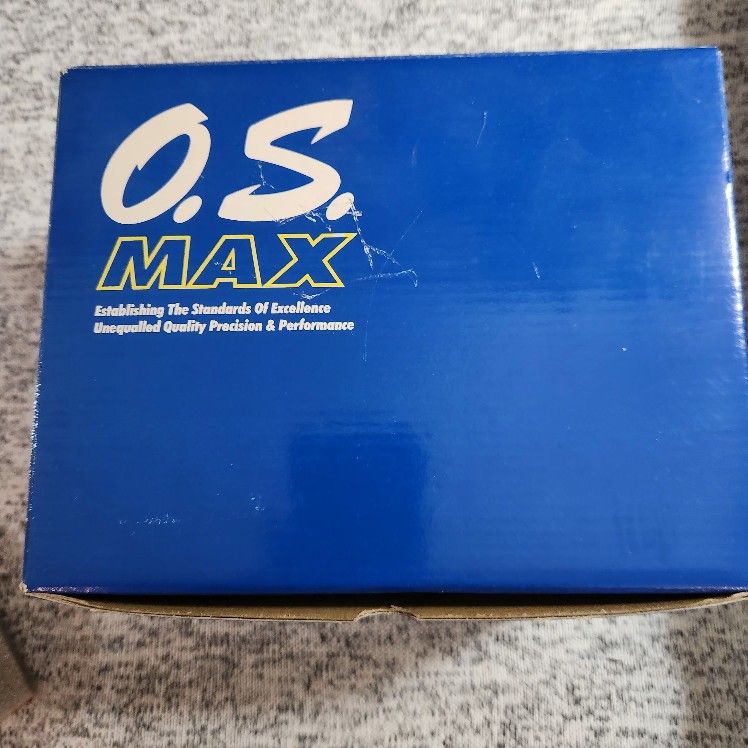 O.S.
MAX
Establishing The Standards Of Excellence
Unequalled Quality Precision & Performance